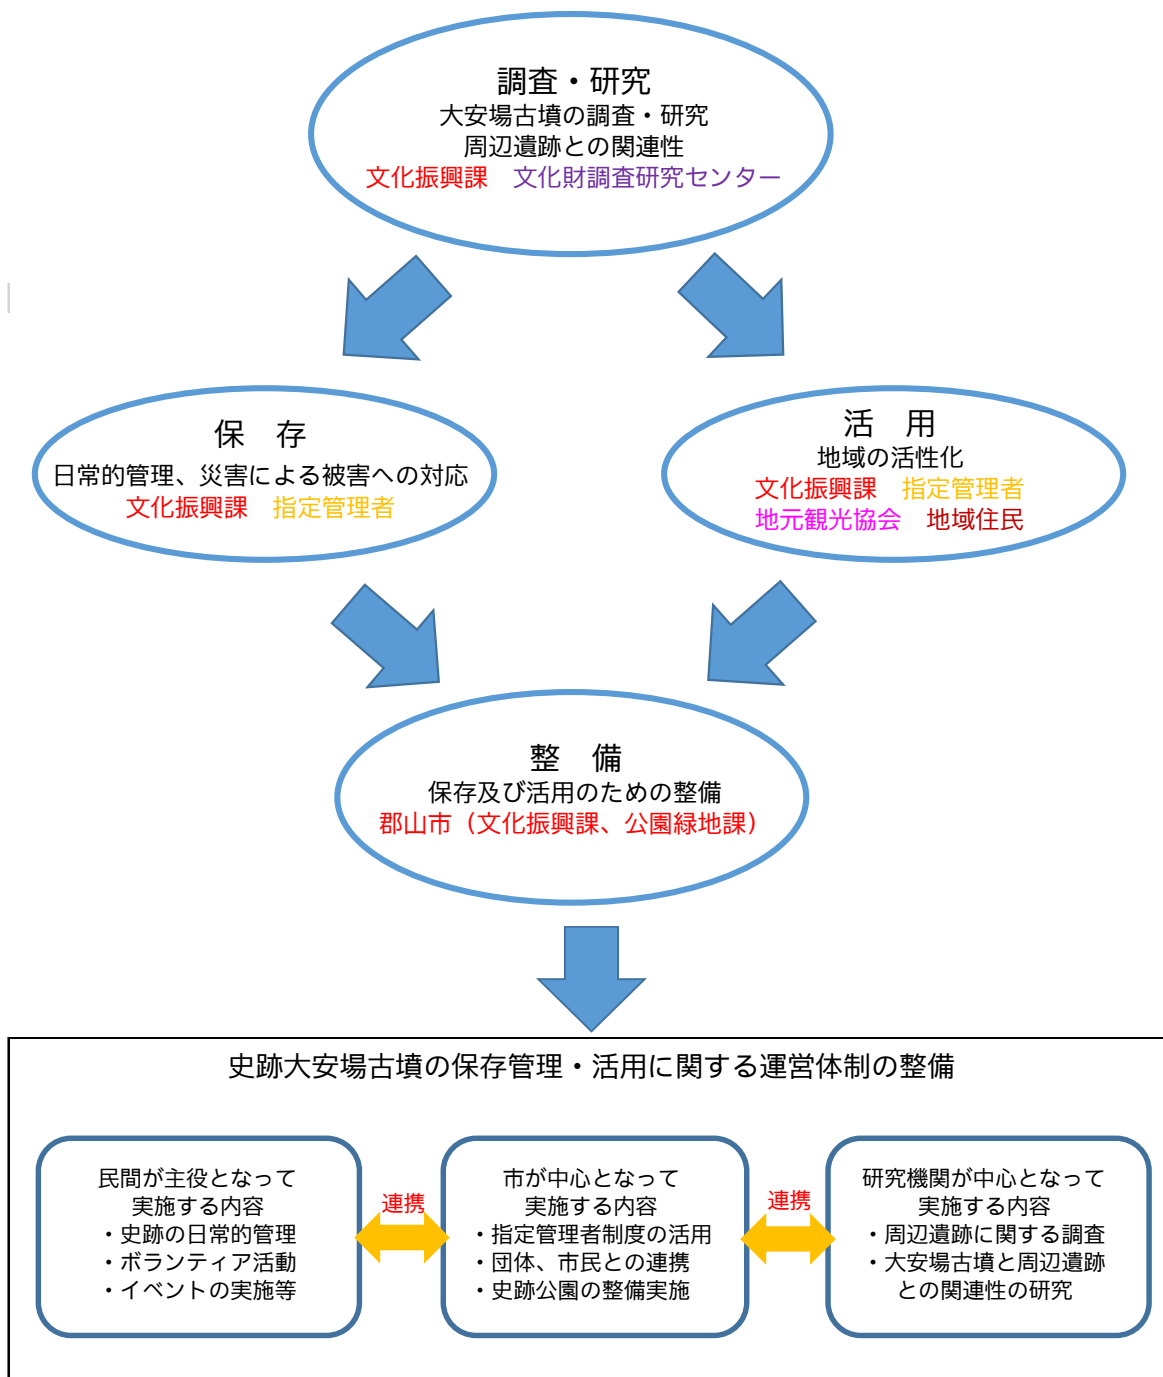 調査・研究
大安場古墳の調査・研究
周辺遺跡との関連性
文化振興課　文化財調査研究センター
保　存
日常的管理、災害による被害への対応
文化振興課　指定管理者
活　用
地域の活性化
文化振興課　指定管理者
地元観光協会　地域住民
整　備
保存及び活用のための整備
郡山市（文化振興課、公園緑地課）
史跡大安場古墳の保存管理・活用に関する運営体制の整備
民間が主役となって
実施する内容
・史跡の日常的管理
・ボランティア活動
・イベントの実施等
連携
市が中心となって
実施する内容
・指定管理者制度の活用
・団体、市民との連携
・史跡公園の整備実施
連携
研究機関が中心となって
実施する内容
・周辺遺跡に関する調査
・大安場古墳と周辺遺跡
との関連性の研究